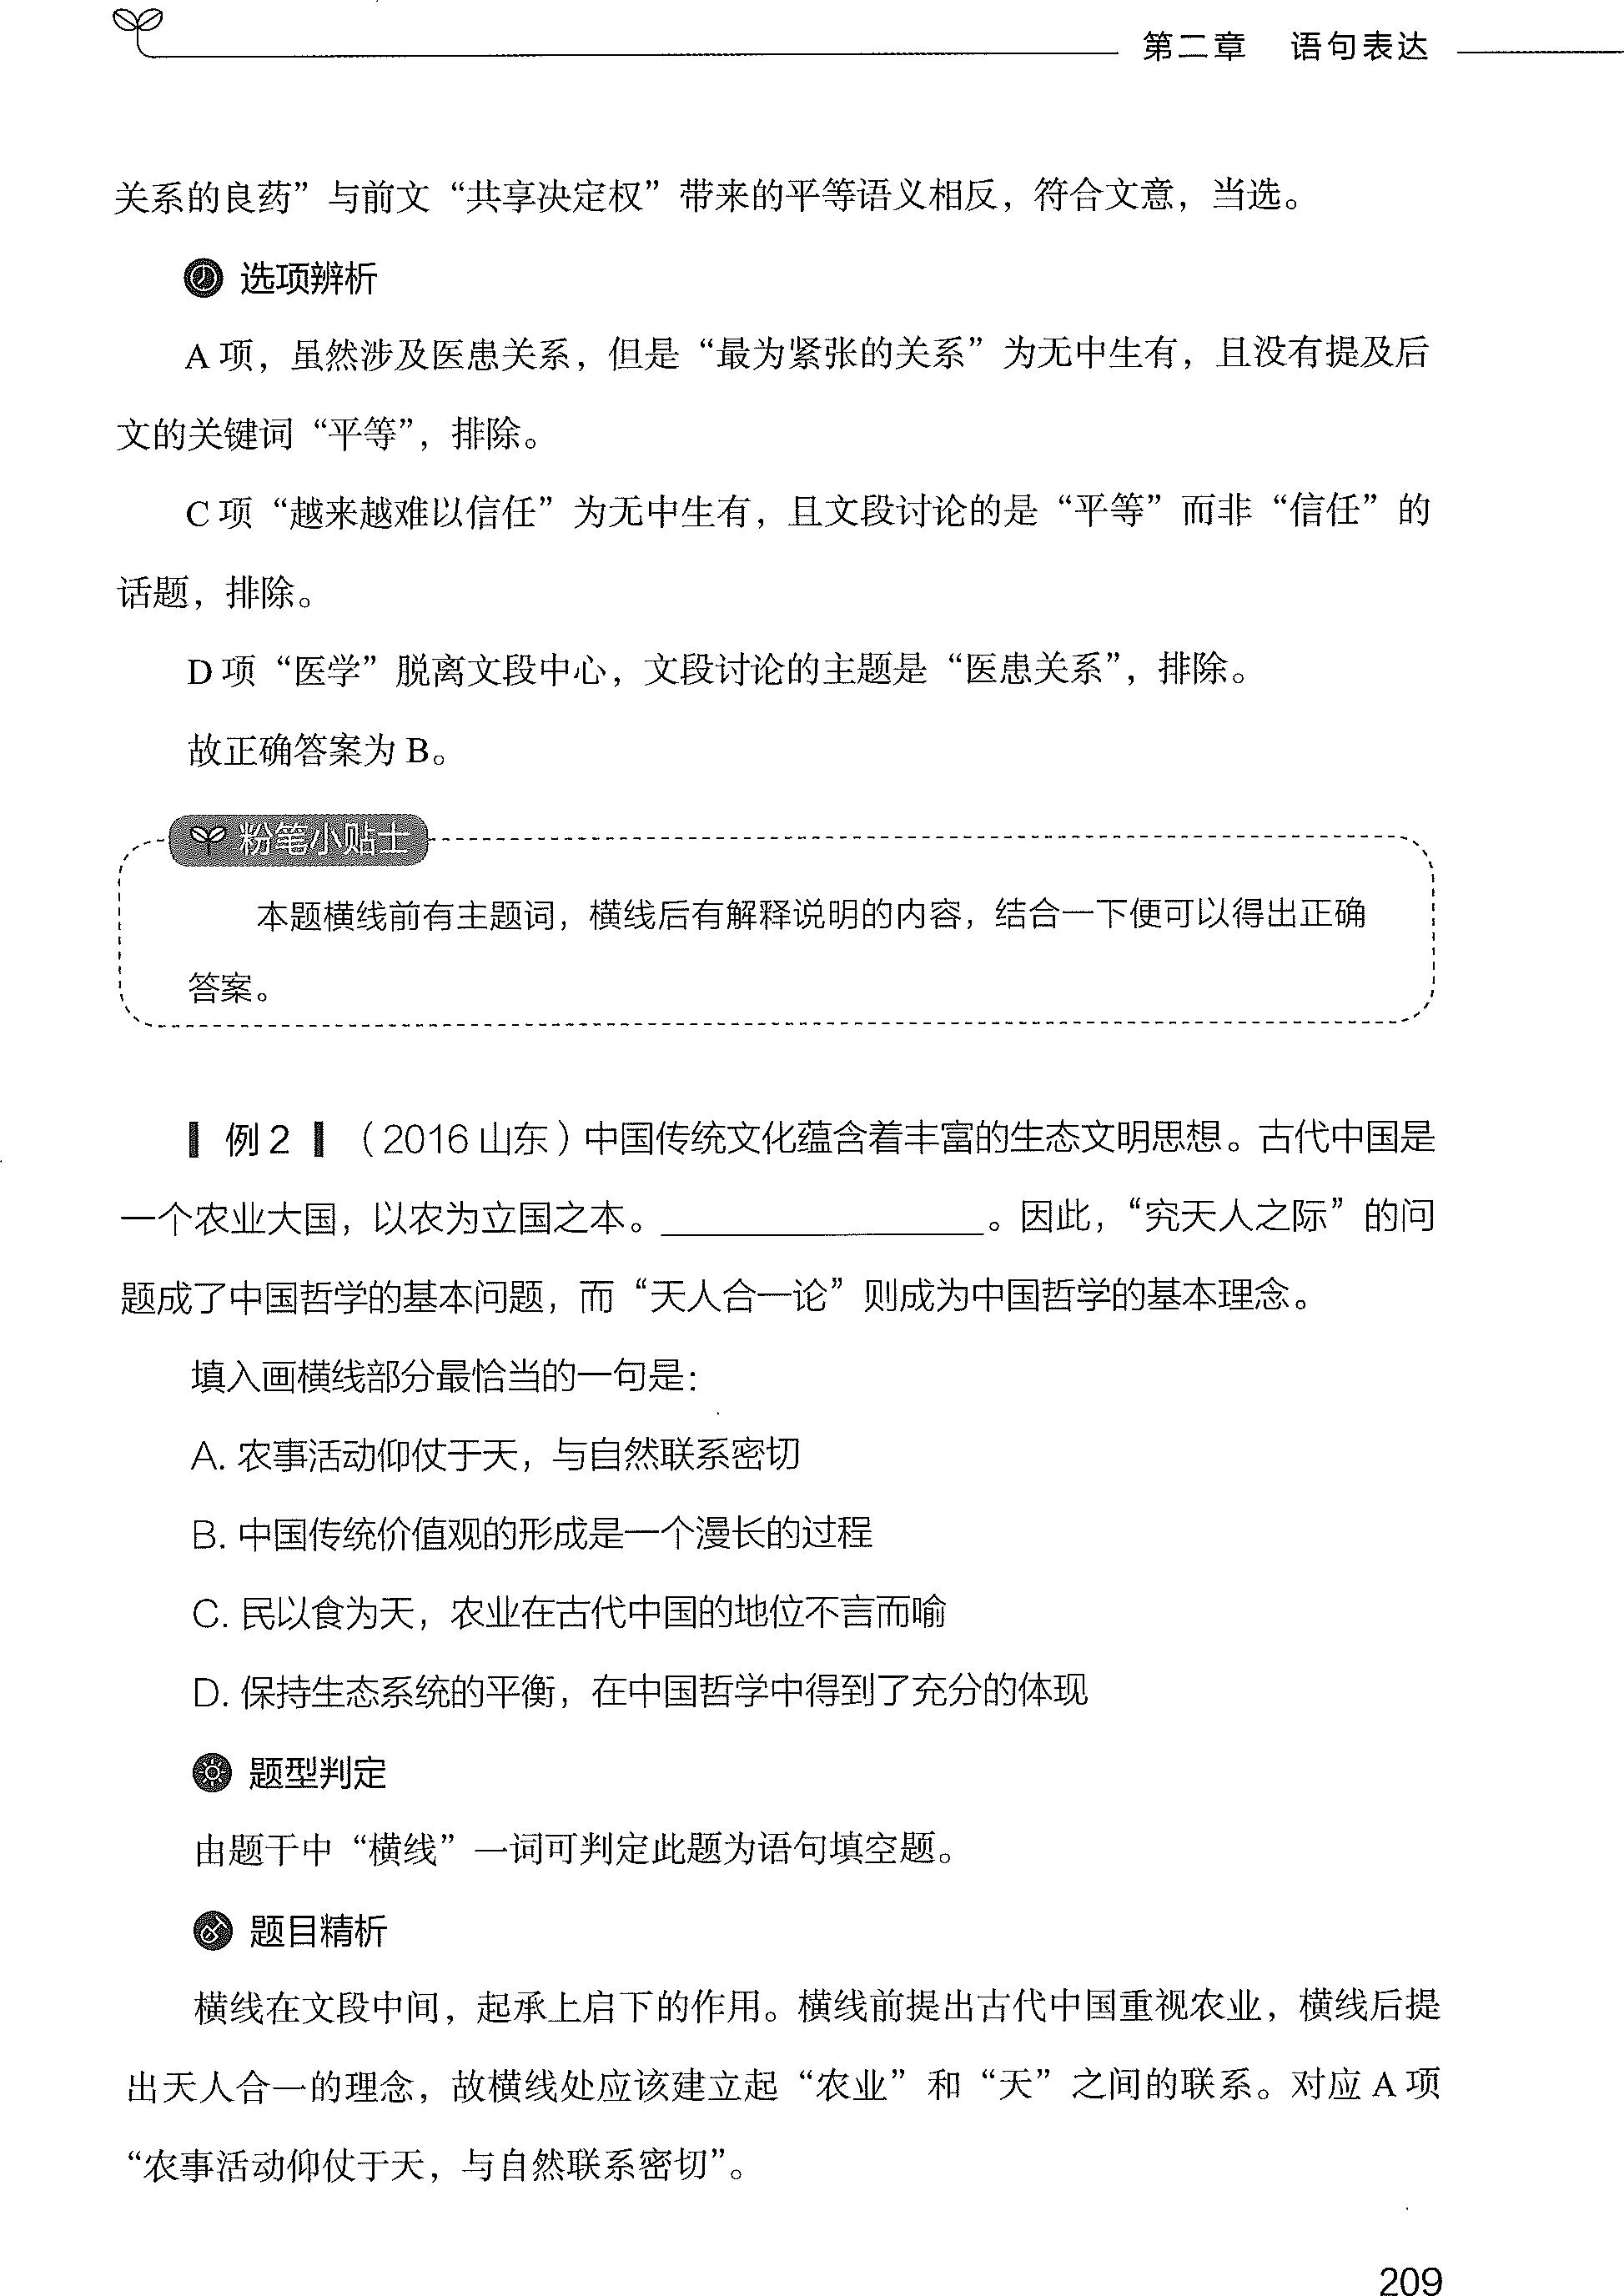 第二章 语句表达
关系的良药”与前文“共享决定权”带来的平等语义相反，符合文意，当选。
选项辨析
A 项，虽然涉及医患关系，但是“最为紧张的关系”为无中生有，且没有提及后
文的关键词“平等”，排除。
C 项“越来越难以信任”为无中生有，且文段讨论的是“平等”而非“信任”的
话题，排除。
D 项“医学”脱离文段中心，文段讨论的主题是“医患关系”，排除。
故正确答案为 B。
粉笔小贴士
本题横线前有主题词，横线后有解释说明的内容，结合一下便可以得出正确
答案。
例2 （2016 山东）中国传统文化蕴含着丰富的生态文明思想。古代中国是
一个农业大国，以农为立国之本。__________。因此，“究天人之际”的问
题成了中国哲学的基本问题，而“天人合一论”则成为中国哲学的基本理念。
填入画横线部分最恰当的一句是：
A. 农事活动仰仗于天，与自然联系密切
B. 中国传统价值观的形成是一个漫长的过程
C. 民以食为天，农业在古代中国的地位不言而喻
D. 保持生态系统的平衡，在中国哲学中得到了充分的体现
题型判定
由题干中“横线”一词可判定此题为语句填空题。
题目精析
横线在文段中间，起承上启下的作用。横线前提出古代中国重视农业，横线后提
出天人合一的理念，故横线处应该建立起“农业”和“天”之间的联系。对应 A 项
“农事活动仰仗于天，与自然联系密切”。
209